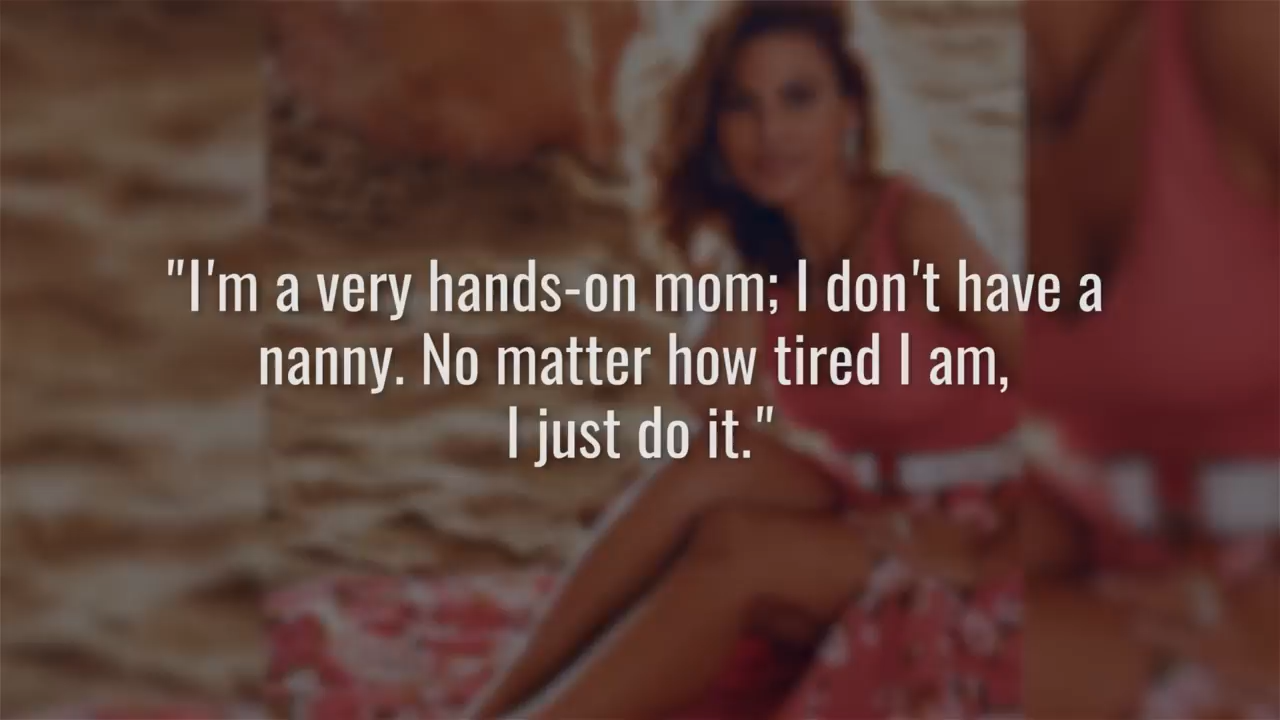 "I'm a very hands-on mom; I don't have a
nanny. No matter how tired I am,
I just do it."